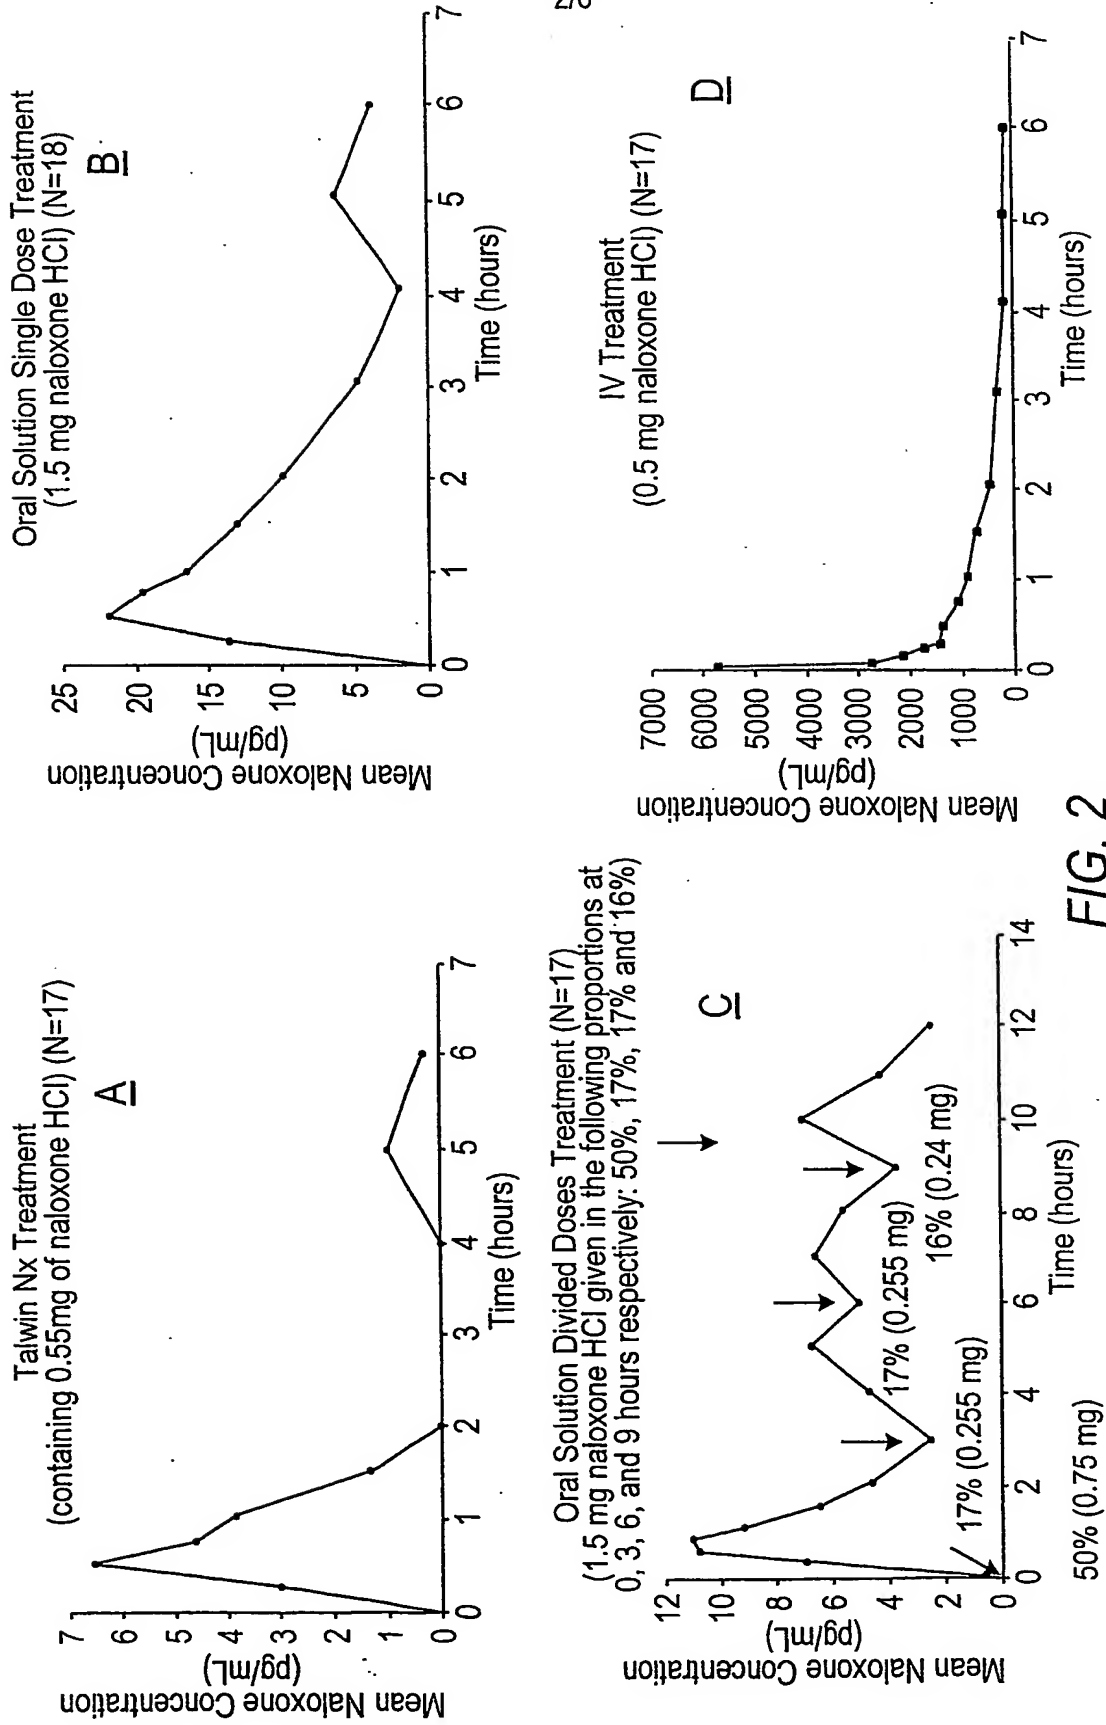 2/6
Talwin Nx Treatment
(containing 0.55mg of naloxone HCl) (N=17)
A
Mean Naloxone Concentration
(pg/mL)
7
6
5
4
3
2
1
0
0 1 2 3 4 5 6 7
Time (hours)
Oral Solution Single Dose Treatment
(1.5 mg naloxone HCl) (N=18)
B
Mean Naloxone Concentration
(pg/mL)
25
20
15
10
5
0
0 1 2 3 4 5 6 7
Time (hours)
Oral Solution Divided Doses Treatment (N=17)
(1.5 mg naloxone HCl given in the following proportions at
0, 3, 6, and 9 hours respectively: 50%, 17%, 17% and 16%)
C
Mean Naloxone Concentration
(pg/mL)
12
10
8
6
4
2
0
17% (0.255 mg)
17% (0.255 mg)
16% (0.24 mg)
0 2 4 6 8 10 12 14
Time (hours)
50% (0.75 mg)
IV Treatment
(0.5 mg naloxone HCl) (N=17)
D
Mean Naloxone Concentration
(pg/mL)
7000
6000
5000
4000
3000
2000
1000
0
0 1 2 3 4 5 6 7
Time (hours)
FIG. 2